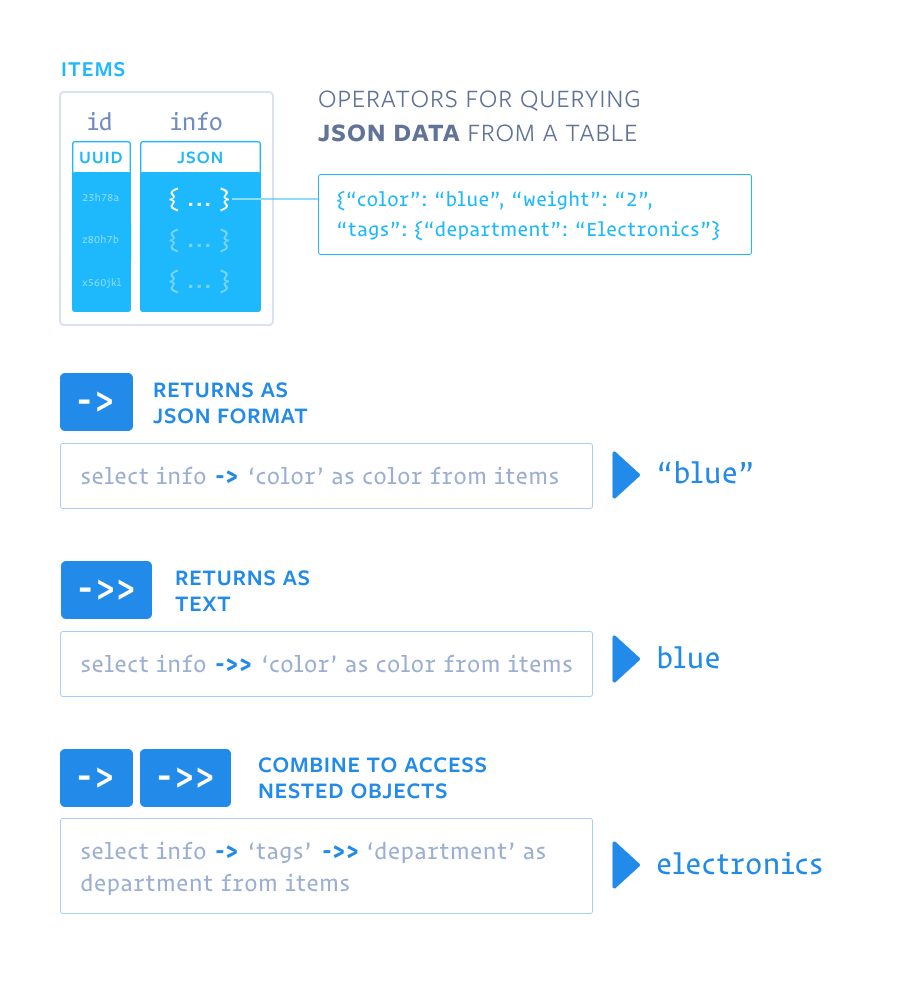 ITEMS
id info
UUID JSON
23h78a { ... }
z80h7b { ... }
x560jkl { ... }
OPERATORS FOR QUERYING
JSON DATA FROM A TABLE
{“color”: “blue”, “weight”: “2”,
“tags”: {“department”: “Electronics”}
->
RETURNS AS
JSON FORMAT
select info -> ‘color’ as color from items
“blue”
->>
RETURNS AS
TEXT
select info ->> ‘color’ as color from items
blue
-> ->>
COMBINE TO ACCESS
NESTED OBJECTS
select info -> ‘tags’ ->> ‘department’ as
department from items
electronics